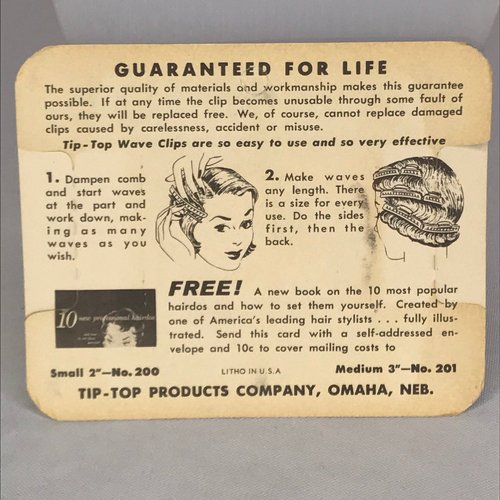 GUARANTEED FOR LIFE
The superior quality of materials and workmanship makes this guarantee
possible. If at any time the clip becomes unusable through some fault of
ours, they will be replaced free. We, of course, cannot replace damaged
clips caused by carelessness, accident or misuse.
Tip-Top Wave Clips are so easy to use and so very effective
1. Dampen comb
and start waves
at the part and
work down, mak-
ing as many
waves as you
wish.
2. Make waves
any length. There
is a size for every
use. Do the sides
first, then the
back.
10 new professional hairdos
FREE! A new book on the 10 most popular
hairdos and how to set them yourself. Created by
one of America's leading hair stylists . . . fully illus-
trated. Send this card with a self-addressed en-
velope and 10c to cover mailing costs to
Small 2"—No. 200
LITHO IN U.S.A
Medium 3"—No. 201
TIP-TOP PRODUCTS COMPANY, OMAHA, NEB.